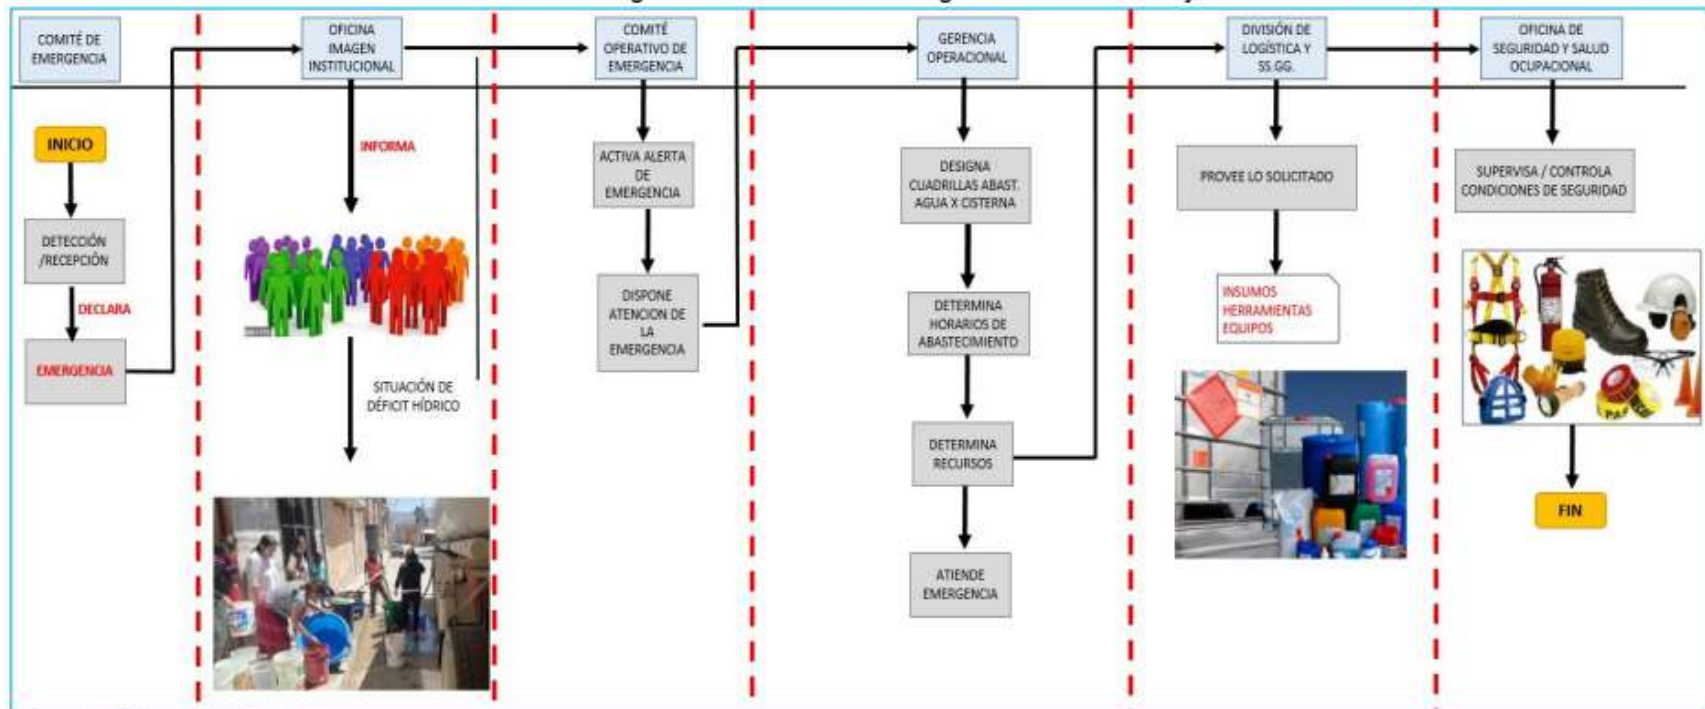 COMITÉ DE
EMERGENCIA
OFICINA
IMAGEN
INSTITUCIONAL
COMITÉ
OPERATIVO DE
EMERGENCIA
GERENCIA
OPERACIONAL
DIVISIÓN DE
LOGÍSTICA Y
SS.GG.
OFICINA DE
SEGURIDAD Y SALUD
OCUPACIONAL
INICIO
DETECCIÓN
/RECEPCIÓN
DECLARA
EMERGENCIA
INFORMA
SITUACIÓN DE
DÉFICIT HÍDRICO
ACTIVA ALERTA
DE
EMERGENCIA
DISPONE
ATENCION DE
LA
EMERGENCIA
DESIGNA
CUADRILLAS ABAST.
AGUA X CISTERNA
DETERMINA
HORARIOS DE
ABASTECIMIENTO
DETERMINA
RECURSOS
ATIENDE
EMERGENCIA
PROVEE LO SOLICITADO
INSUMOS
HERRAMIENTAS
EQUIPOS
SUPERVISA / CONTROLA
CONDICIONES DE SEGURIDAD
FIN